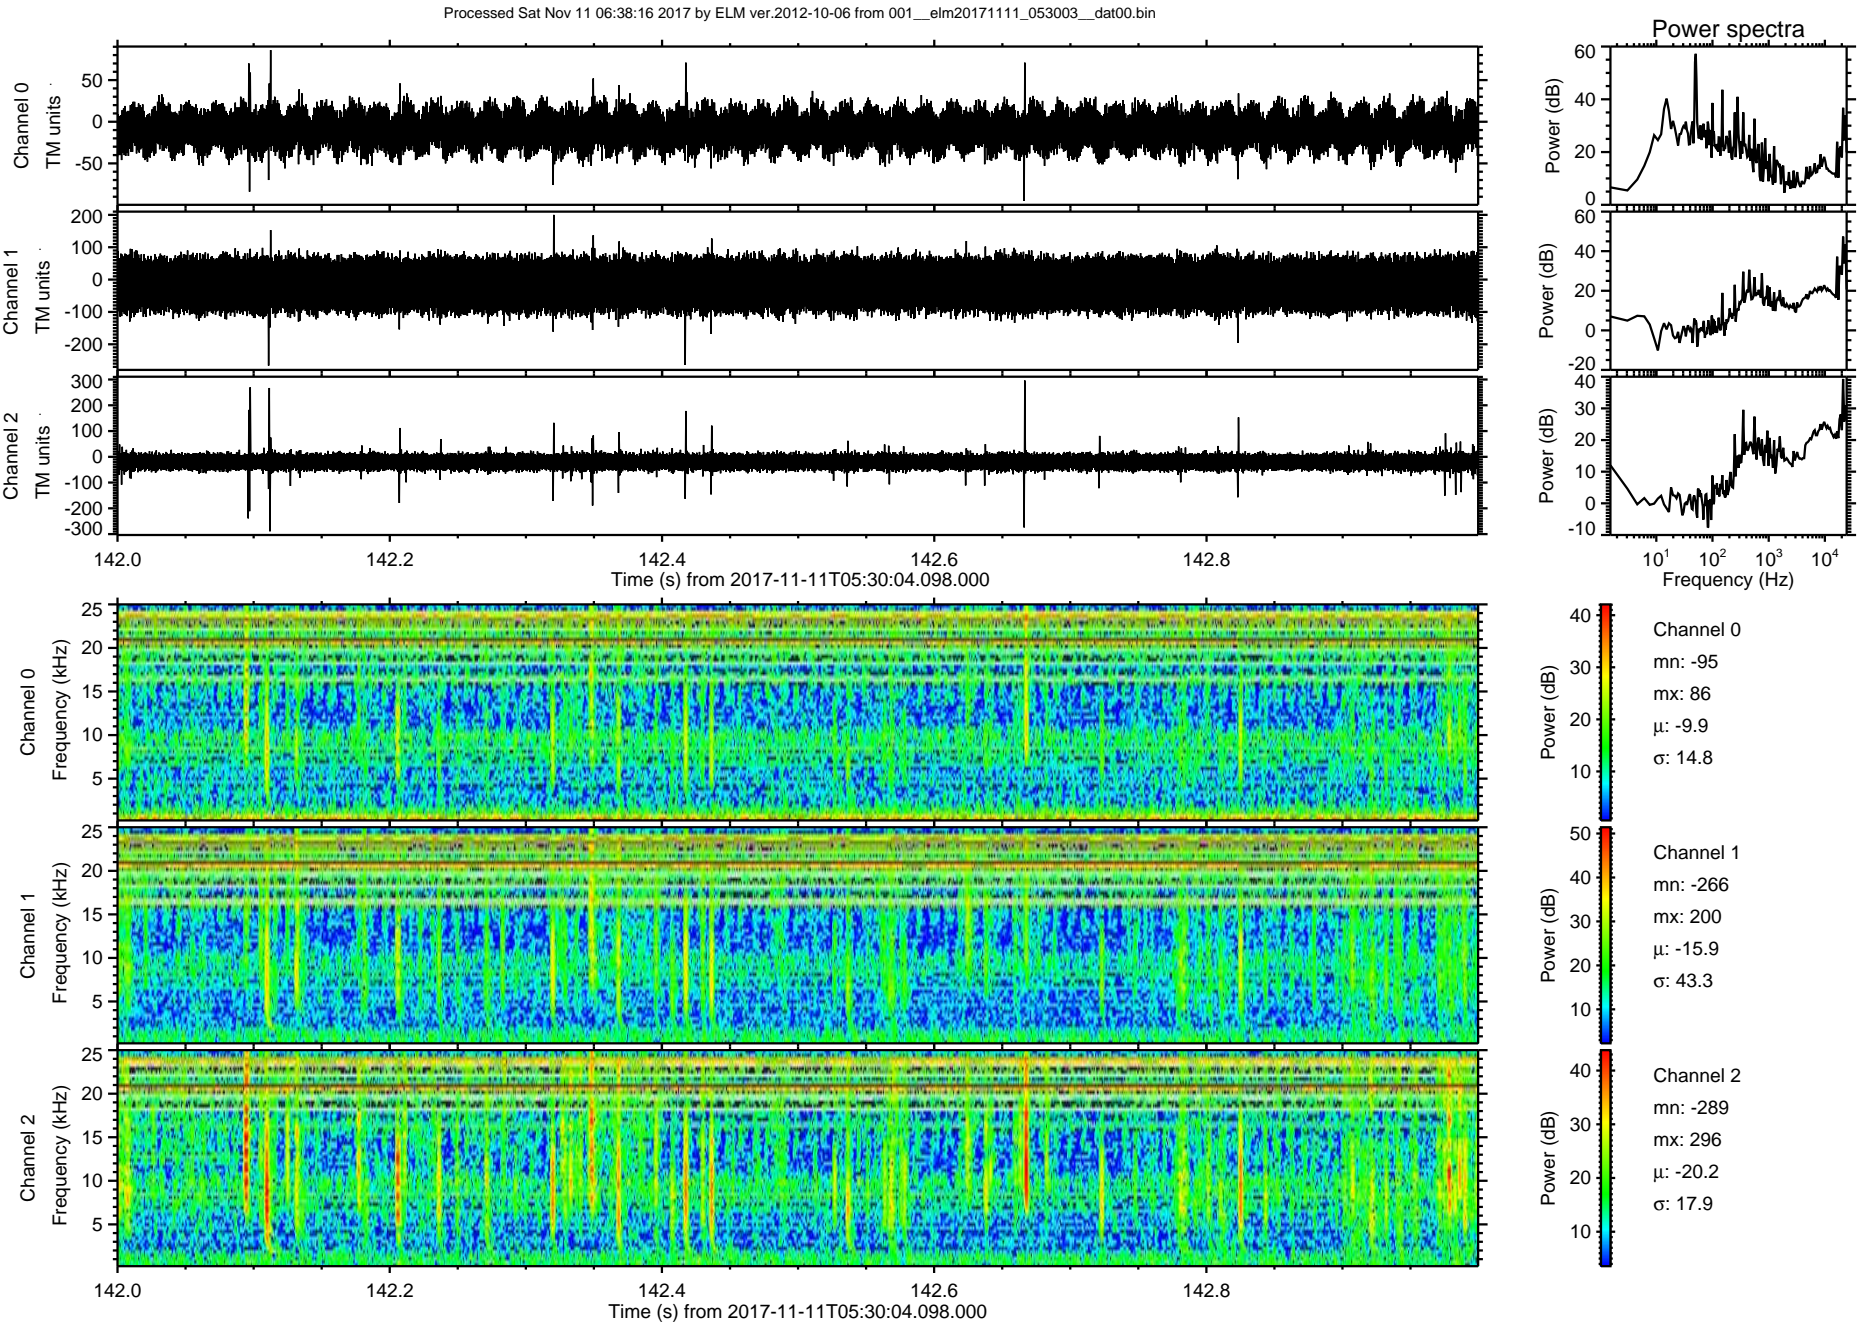 Processed Sat Nov 11 06:38:16 2017 by ELM ver.2012-10-06 from 001__elm20171111_053003__dat00.bin
Power spectra
Channel 0
TM units
50
0
-50
Power (dB)
60
40
20
0
Channel 1
TM units
200
100
0
-100
-200
Power (dB)
60
40
20
0
-20
Channel 2
TM units
300
200
100
0
-100
-200
-300
Power (dB)
40
30
20
10
0
-10
142.0 142.2 142.4 142.6 142.8
Time (s) from 2017-11-11T05:30:04.098.000
10^1 10^2 10^3 10^4
Frequency (Hz)
Channel 0
Frequency (kHz)
25
20
15
10
5
Power (dB)
40
30
20
10
Channel 0
mn: -95
mx: 86
μ: -9.9
σ: 14.8
Channel 1
Frequency (kHz)
25
20
15
10
5
Power (dB)
50
40
30
20
10
Channel 1
mn: -266
mx: 200
μ: -15.9
σ: 43.3
Channel 2
Frequency (kHz)
25
20
15
10
5
Power (dB)
40
30
20
10
Channel 2
mn: -289
mx: 296
μ: -20.2
σ: 17.9
142.0 142.2 142.4 142.6 142.8
Time (s) from 2017-11-11T05:30:04.098.000